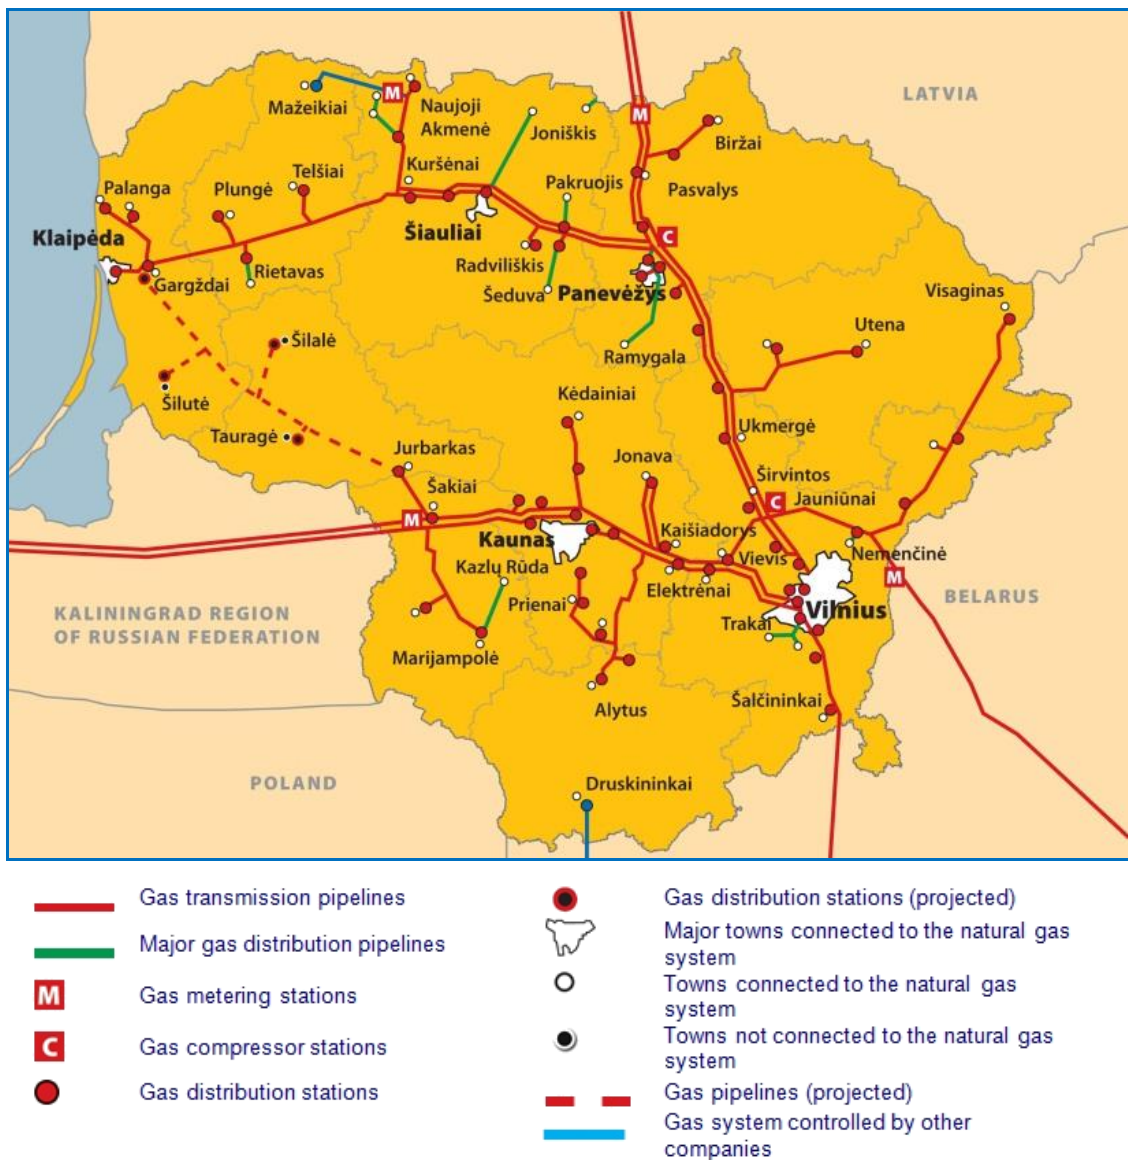 LATVIA
M
Mažeikiai
Naujoji
Akmenė
M
Joniškis
Biržai
Telšiai
Kuršėnai
Palanga
Plungė
Pakruojis
Pasvalys
Klaipėda
Šiauliai
C
Radviliškis
Rietavas
Gargždai
Šeduva
Panevėžys
Visaginas
Utena
Šilalė
Ramygala
Kėdainiai
Šilutė
Tauragė
Ukmergė
Jurbarkas
Jonava
Širvintos
Šakiai
C
Jauniūnai
M
Kaunas
Kaišiadorys
Vievis
Nemenčinė
Kazlų Rūda
M
Elektrėnai
Prienai
BELARUS
KALININGRAD REGION
OF RUSSIAN FEDERATION
Vilnius
Trakai
Marijampolė
Alytus
Šalčininkai
POLAND
Druskininkai
Gas transmission pipelines
Major gas distribution pipelines
M Gas metering stations
C Gas compressor stations
Gas distribution stations
Gas distribution stations (projected)
Major towns connected to the natural gas
system
Towns connected to the natural gas
system
Towns not connected to the natural gas
system
Gas pipelines (projected)
Gas system controlled by other
companies